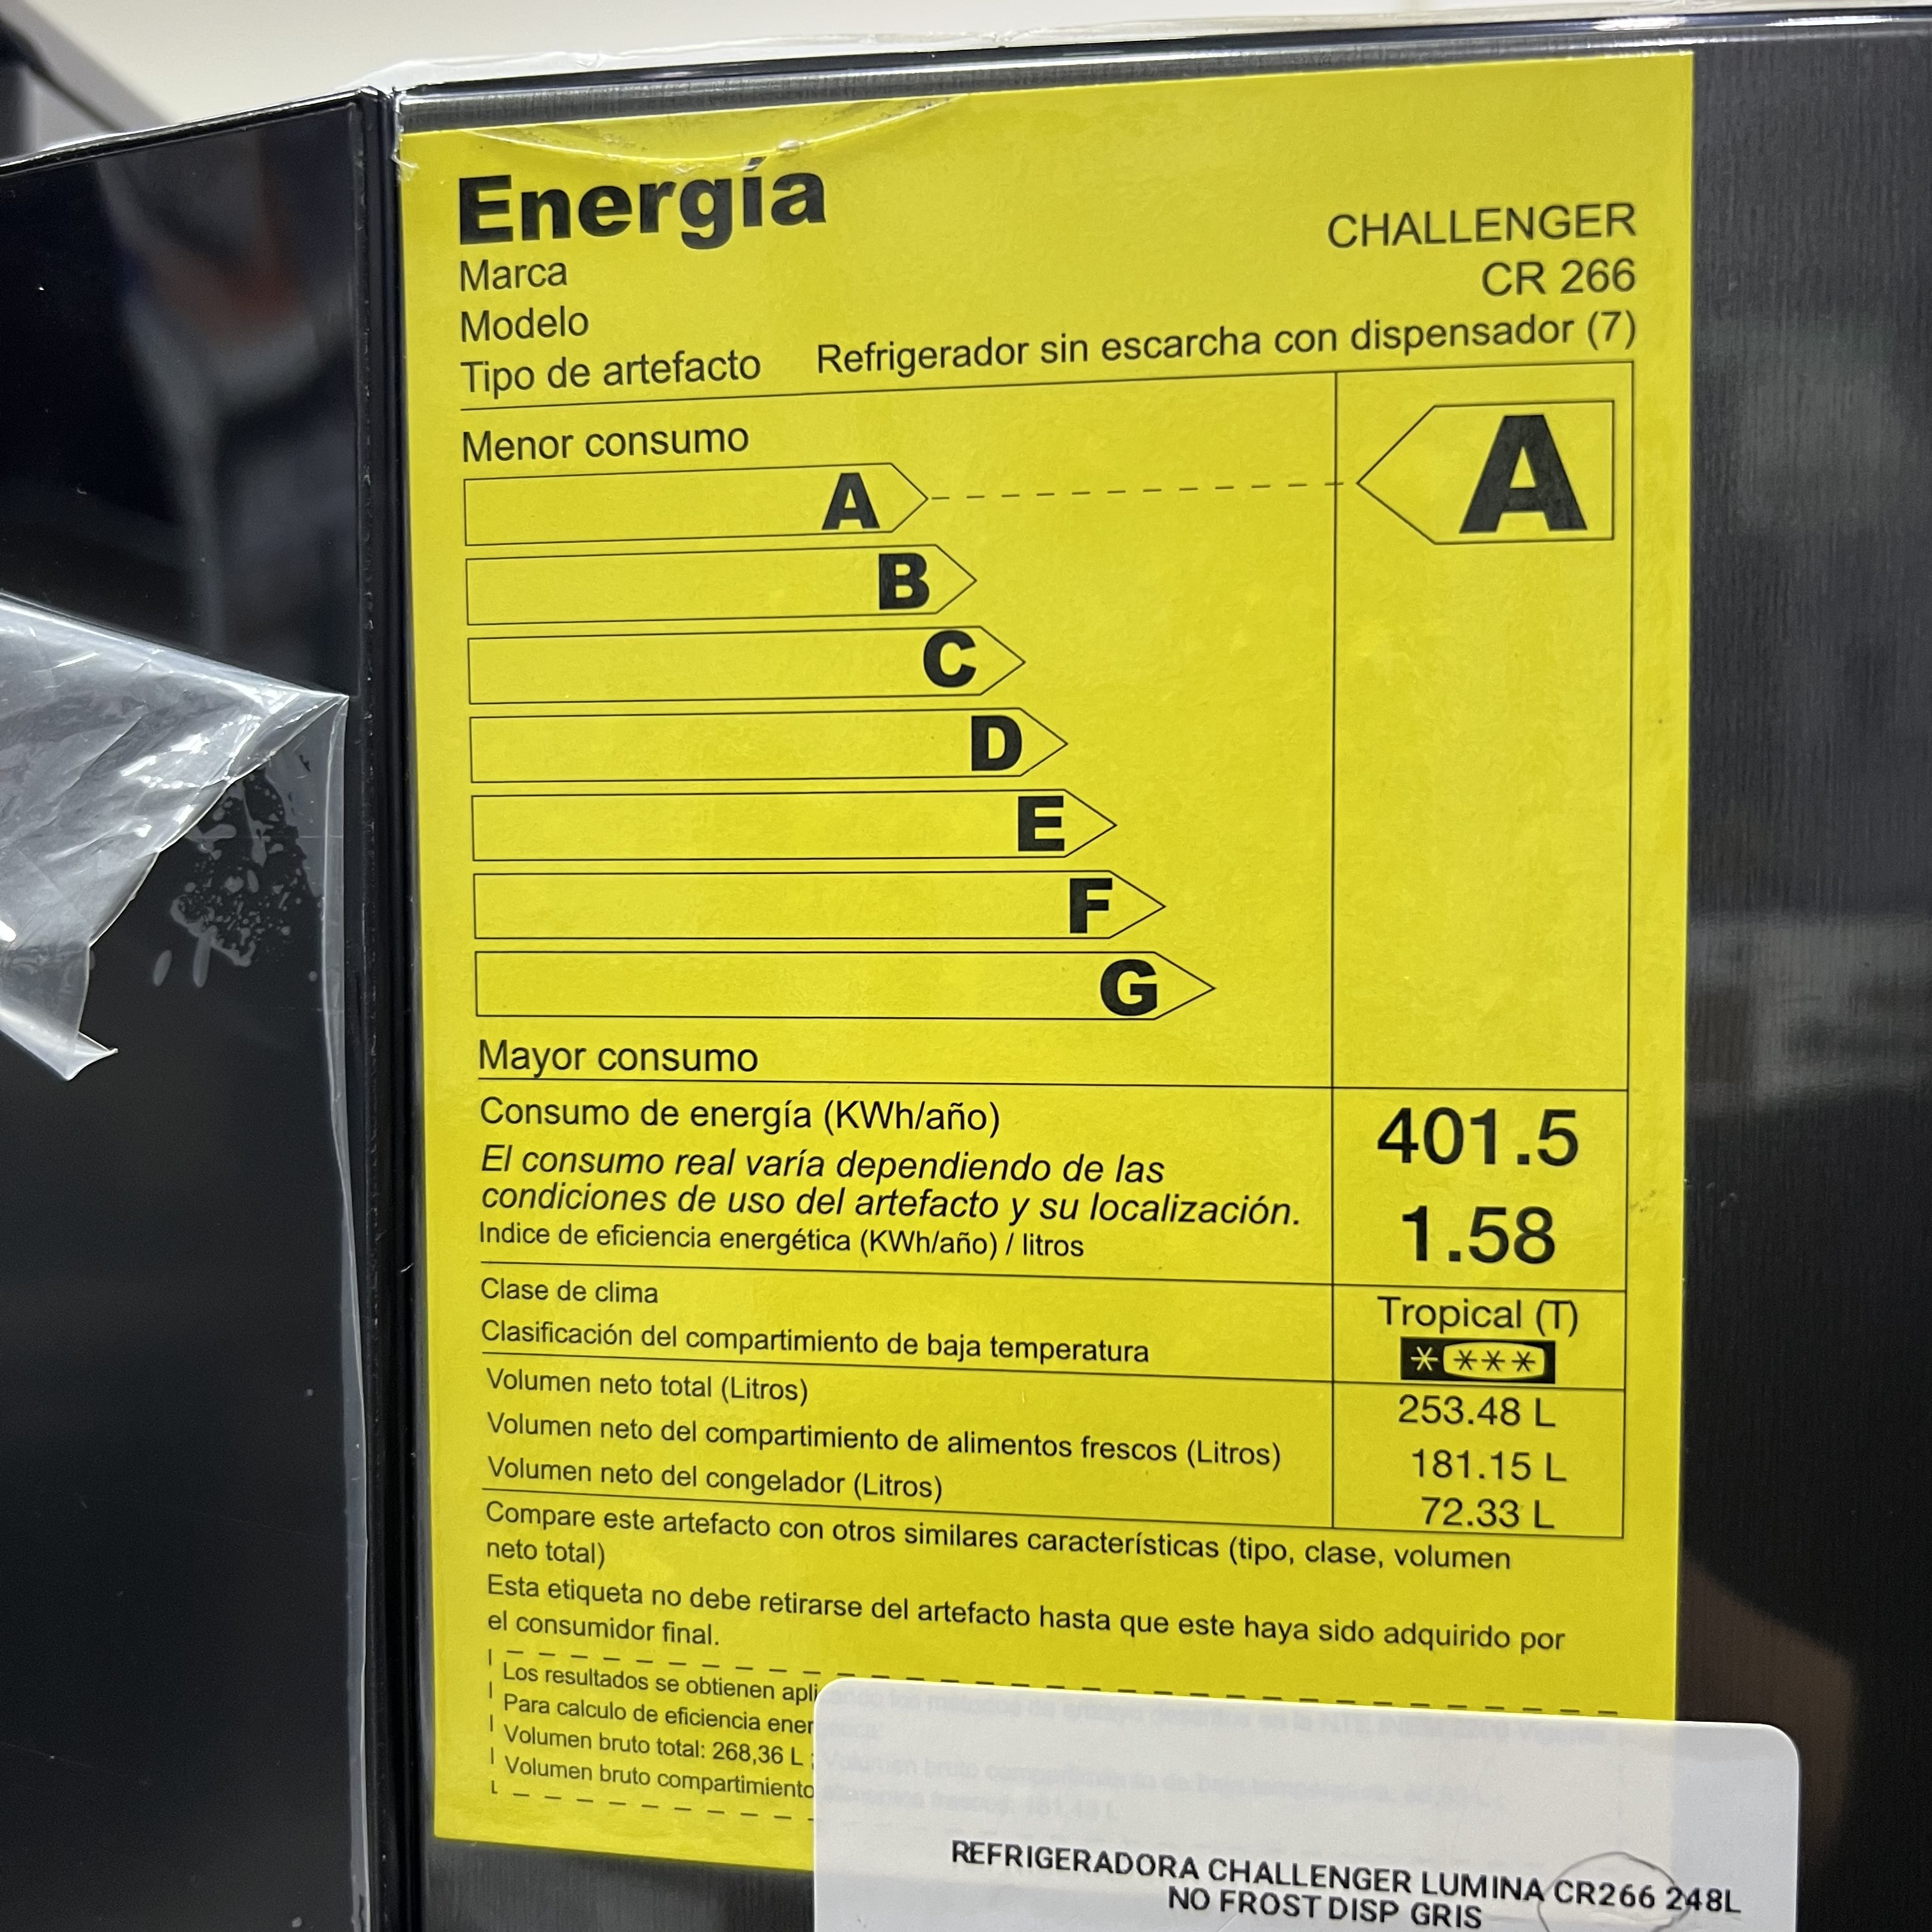 Energía
Marca CHALLENGER
Modelo CR 266
Tipo de artefacto Refrigerador sin escarcha con dispensador (7)
Menor consumo
A A
B
C
D
E
F
G
Mayor consumo
Consumo de energía (KWh/año) 401.5
El consumo real varía dependiendo de las
condiciones de uso del artefacto y su localización.
Indice de eficiencia energética (KWh/año) / litros 1.58
Clase de clima Tropical (T)
Clasificación del compartimiento de baja temperatura ****
Volumen neto total (Litros) 253.48 L
Volumen neto del compartimiento de alimentos frescos (Litros) 181.15 L
Volumen neto del congelador (Litros) 72.33 L
Compare este artefacto con otros similares características (tipo, clase, volumen
neto total)
Esta etiqueta no debe retirarse del artefacto hasta que este haya sido adquirido por
el consumidor final.
Los resultados se obtienen
Para calculo de eficiencia
Volumen bruto total: 268,36 L
Volumen bruto compartimiento
REFRIGERADORA CHALLENGER LUMINA CR266 248L
NO FROST DISP GRIS